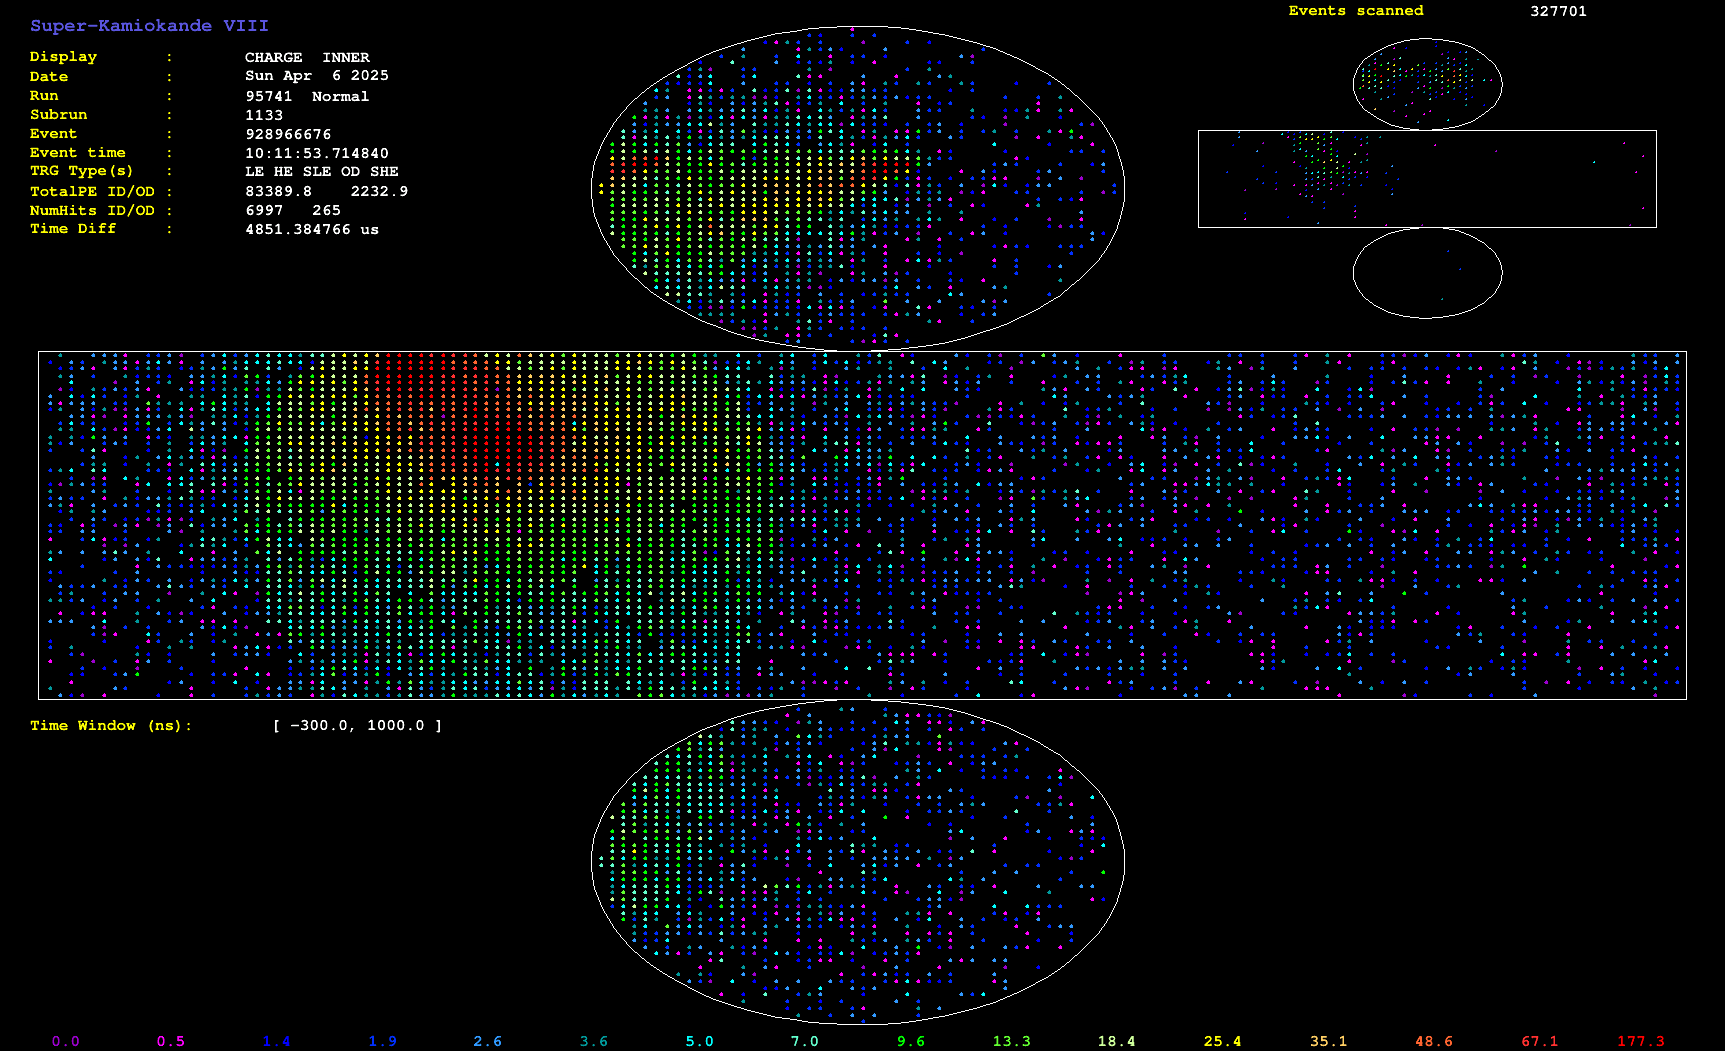 Super-Kamiokande VIII
Events scanned 327701
Display : CHARGE INNER
Date : Sun Apr 6 2025
Run : 95741 Normal
Subrun : 1133
Event : 928966676
Event time : 10:11:53.714840
TRG Type(s) : LE HE SLE OD SHE
TotalPE ID/OD : 83389.8 2232.9
NumHits ID/OD : 6997 265
Time Diff : 4851.384766 us
Time Window (ns): [ -300.0, 1000.0 ]
0.0 0.5 1.4 1.9 2.6 3.6 5.0 7.0 9.6 13.3 18.4 25.4 35.1 48.6 67.1 177.3